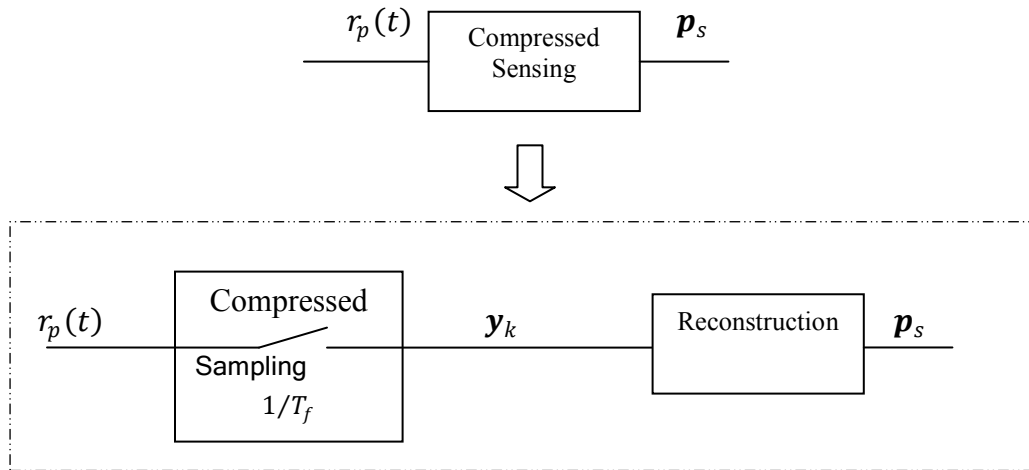 r_p(t)
Compressed
Sensing
p_s
r_p(t)
Compressed
Sampling
1/T_f
y_k
Reconstruction
p_s